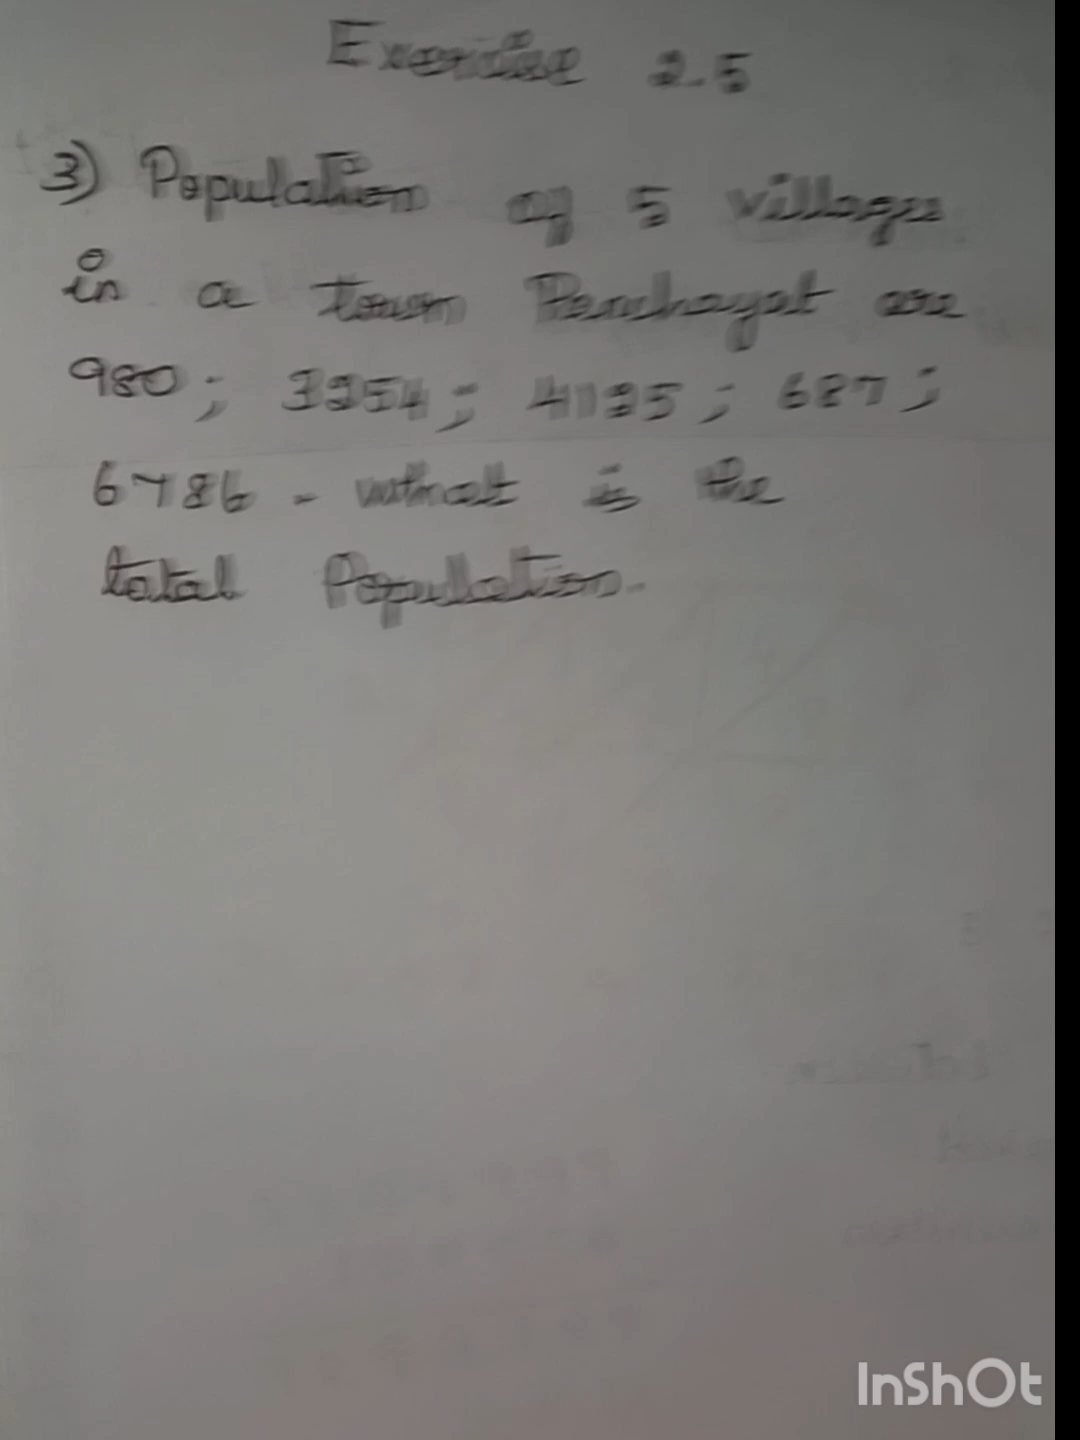 Exercise 2.5
3) Population of 5 villages
in a town Panchayat are
980; 3254; 4125; 687;
6786 - what is the
total Population.
InShOt